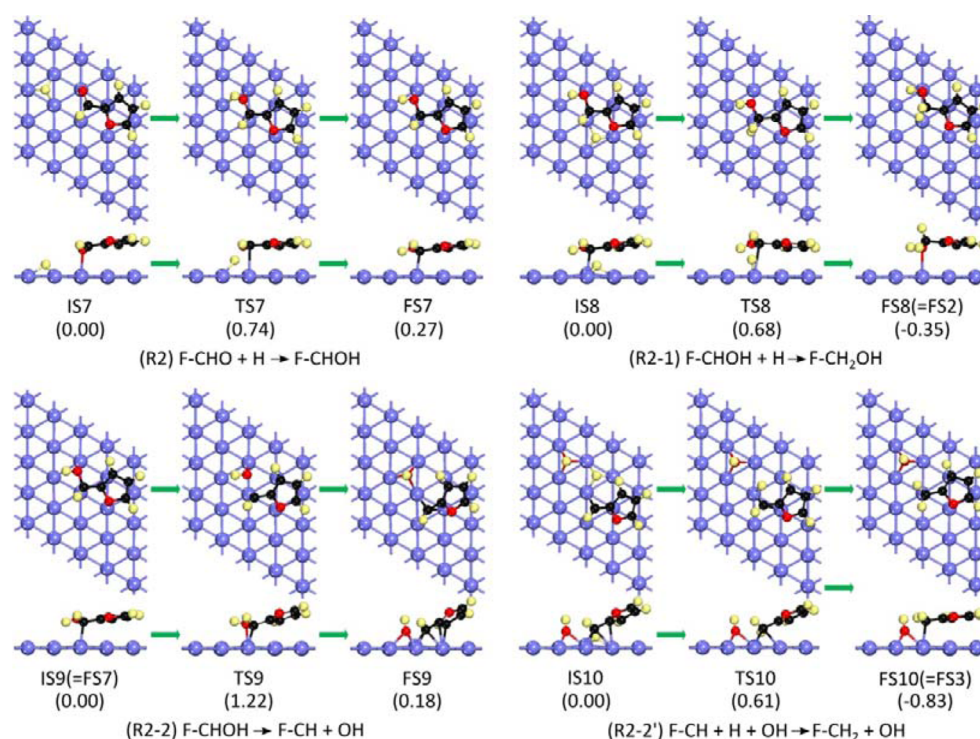 IS7 TS7 FS7 IS8 TS8 FS8(=FS2)
(0.00) (0.74) (0.27) (0.00) (0.68) (-0.35)
(R2) F-CHO + H → F-CHOH (R2-1) F-CHOH + H → F-CH₂OH
IS9(=FS7) TS9 FS9 IS10 TS10 FS10(=FS3)
(0.00) (1.22) (0.18) (0.00) (0.61) (-0.83)
(R2-2) F-CHOH → F-CH + OH (R2-2') F-CH + H + OH → F-CH₂ + OH